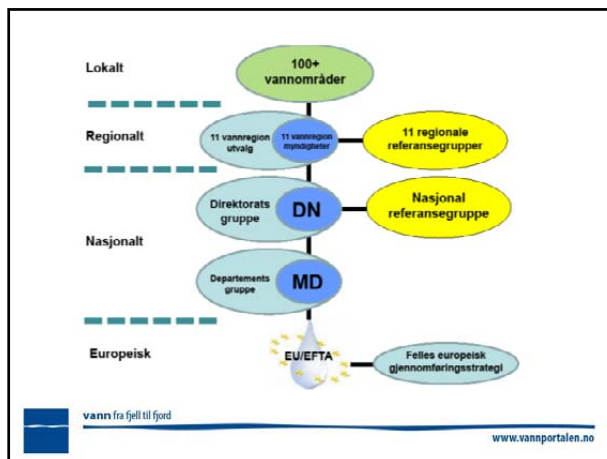 Lokalt
100+
vannområder
Regionalt
11 vannregion
utvalg
11 vannregion
myndigheter
11 regionale
referansegrupper
Direktorats
gruppe
DN
Nasjonal
referansegruppe
Nasjonalt
Departements
gruppe
MD
Europeisk
EU/EFTA
Felles europeisk
gjennomføringsstrategi
vann fra fjell til fjord
www.vannportalen.no